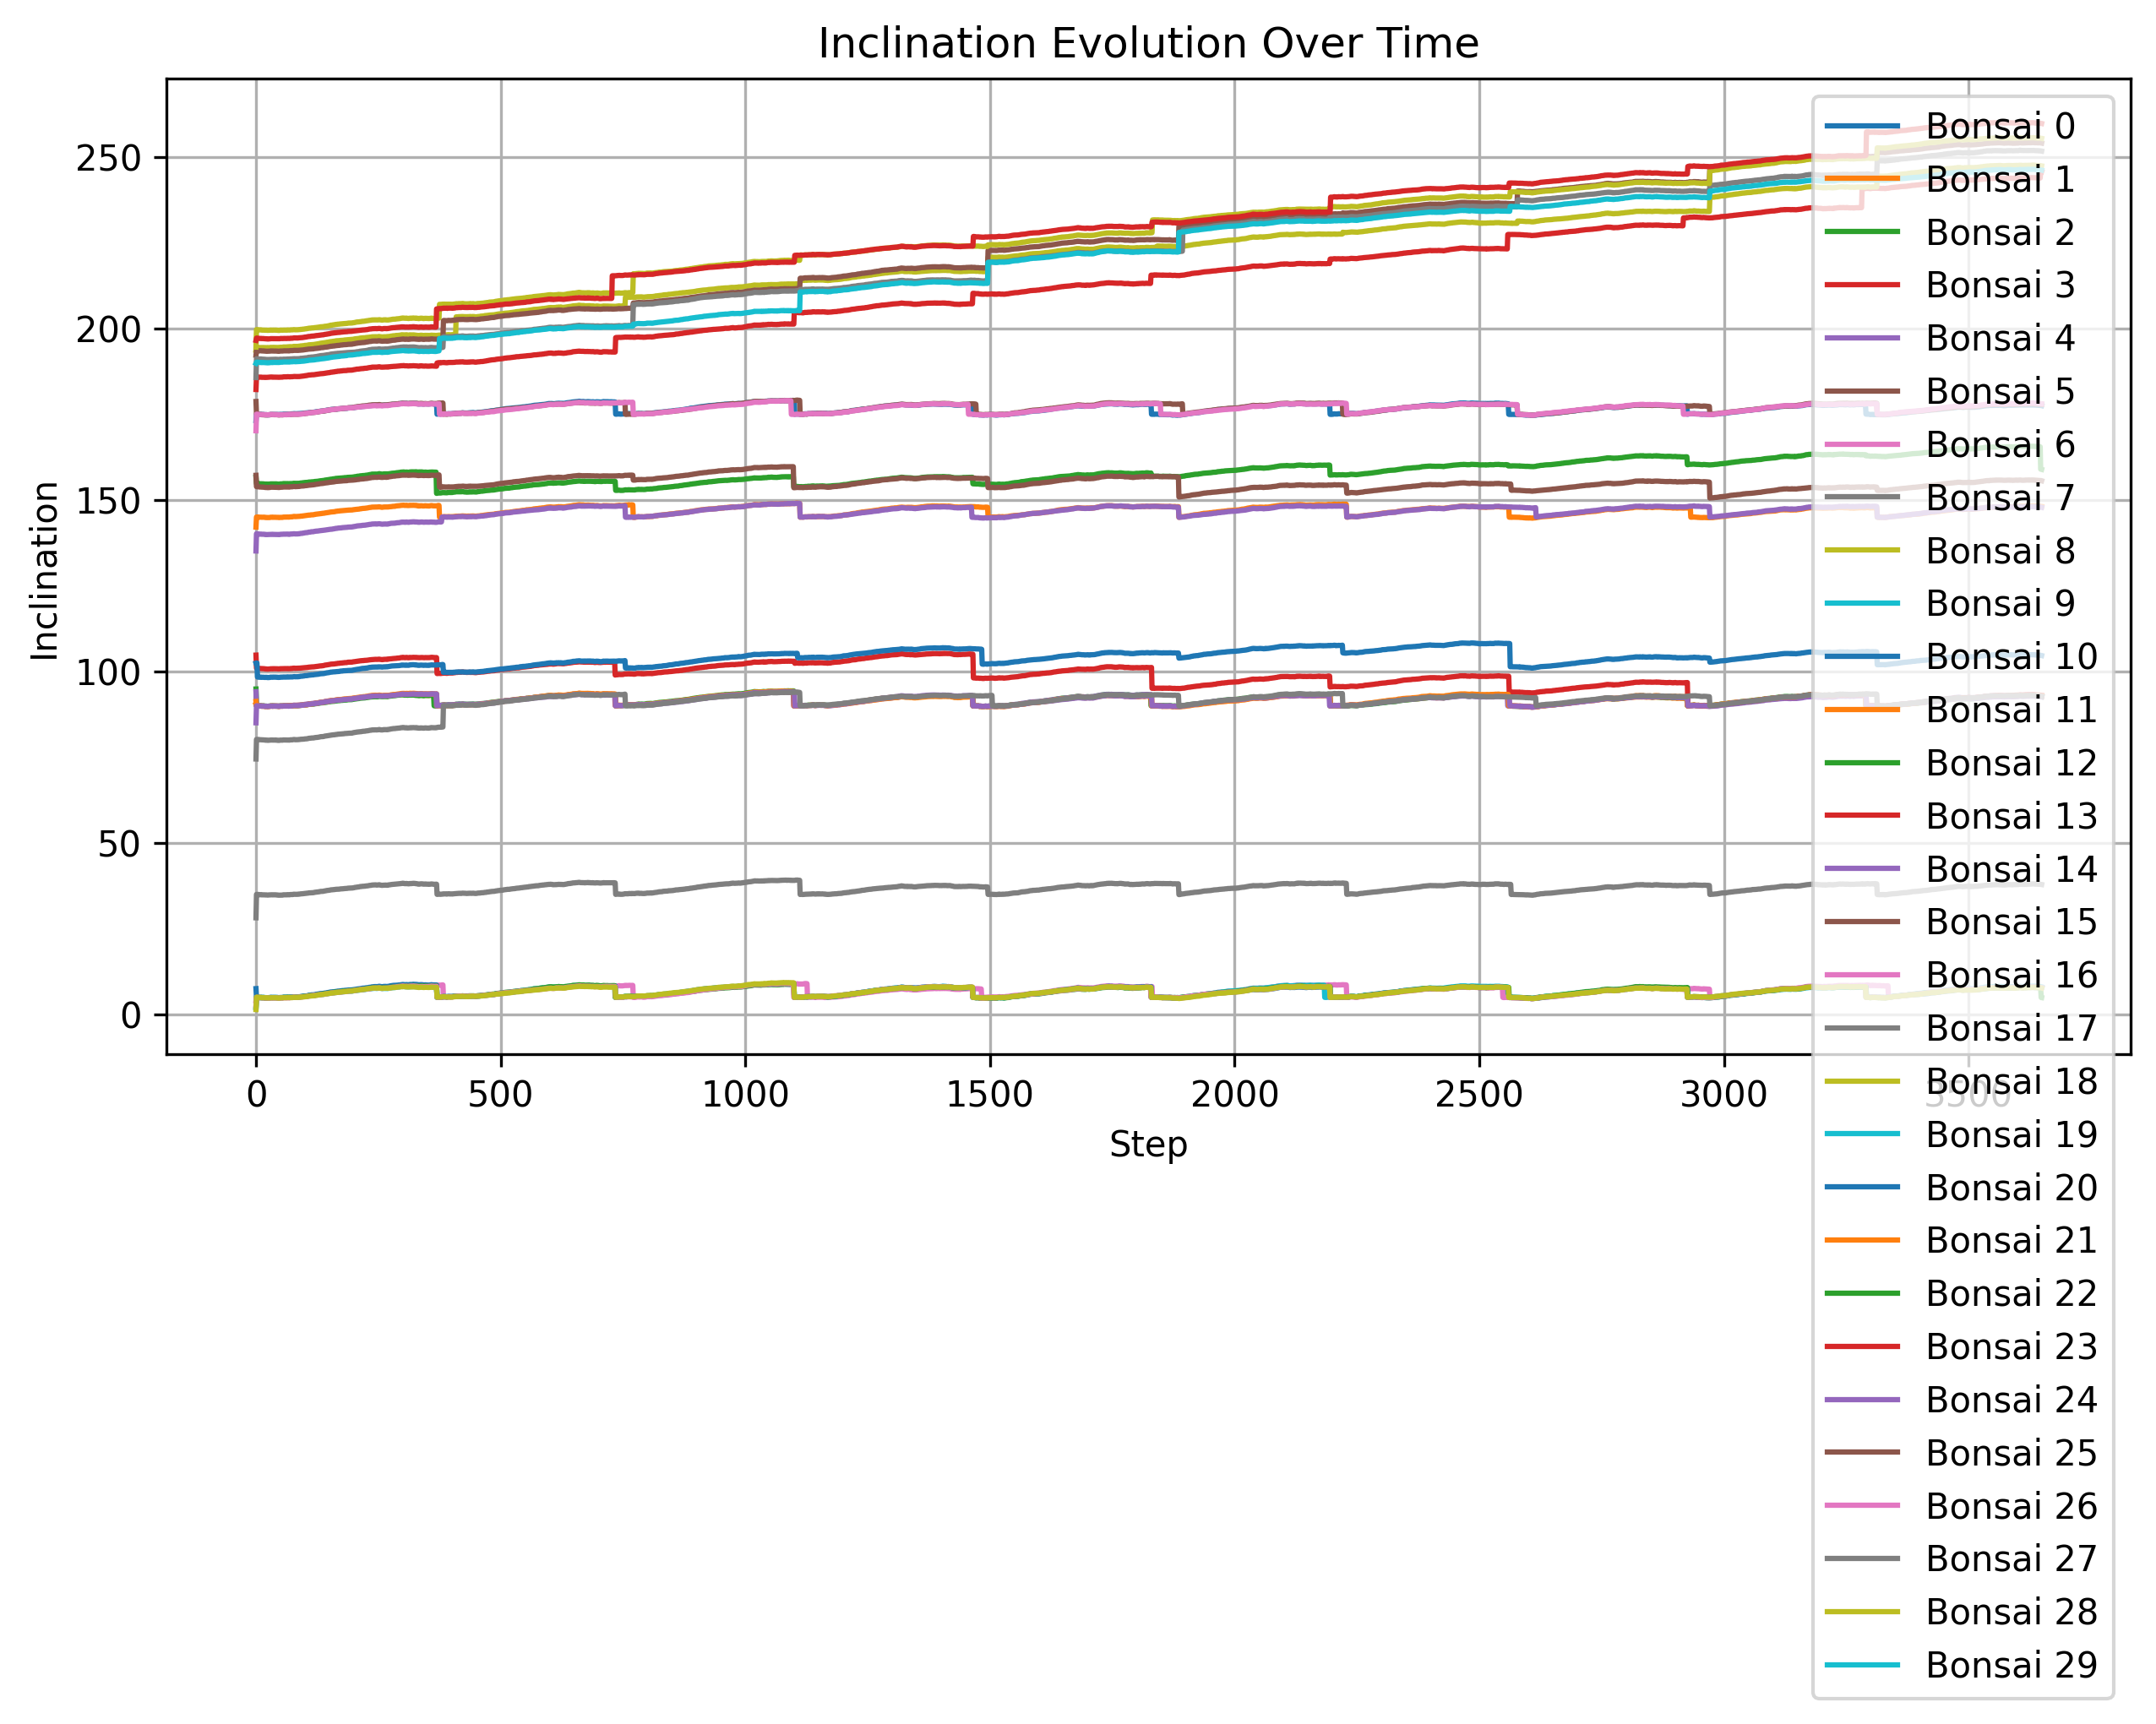 Inclination Evolution Over Time
Inclination
250
200
150
100
50
0
0 500 1000 1500 2000 2500 3000 3500
Step
Bonsai 0
Bonsai 1
Bonsai 2
Bonsai 3
Bonsai 4
Bonsai 5
Bonsai 6
Bonsai 7
Bonsai 8
Bonsai 9
Bonsai 10
Bonsai 11
Bonsai 12
Bonsai 13
Bonsai 14
Bonsai 15
Bonsai 16
Bonsai 17
Bonsai 18
Bonsai 19
Bonsai 20
Bonsai 21
Bonsai 22
Bonsai 23
Bonsai 24
Bonsai 25
Bonsai 26
Bonsai 27
Bonsai 28
Bonsai 29